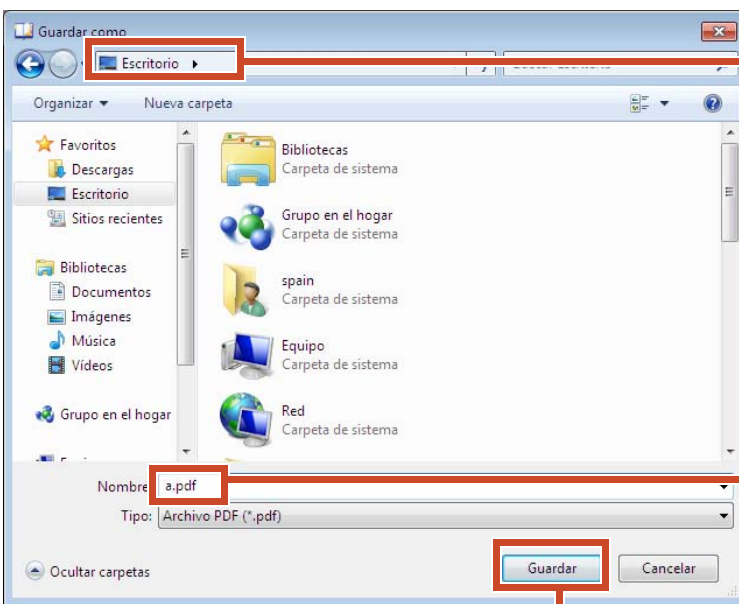 Guardar como
Escritorio
Organizar Nueva carpeta
Favoritos
Descargas
Escritorio
Sitios recientes
Bibliotecas
Documentos
Imágenes
Música
Vídeos
Grupo en el hogar
Bibliotecas
Carpeta de sistema
Grupo en el hogar
Carpeta de sistema
spain
Carpeta de sistema
Equipo
Carpeta de sistema
Red
Carpeta de sistema
Nombre a.pdf
Tipo: Archivo PDF (*.pdf)
Ocultar carpetas Guardar Cancelar